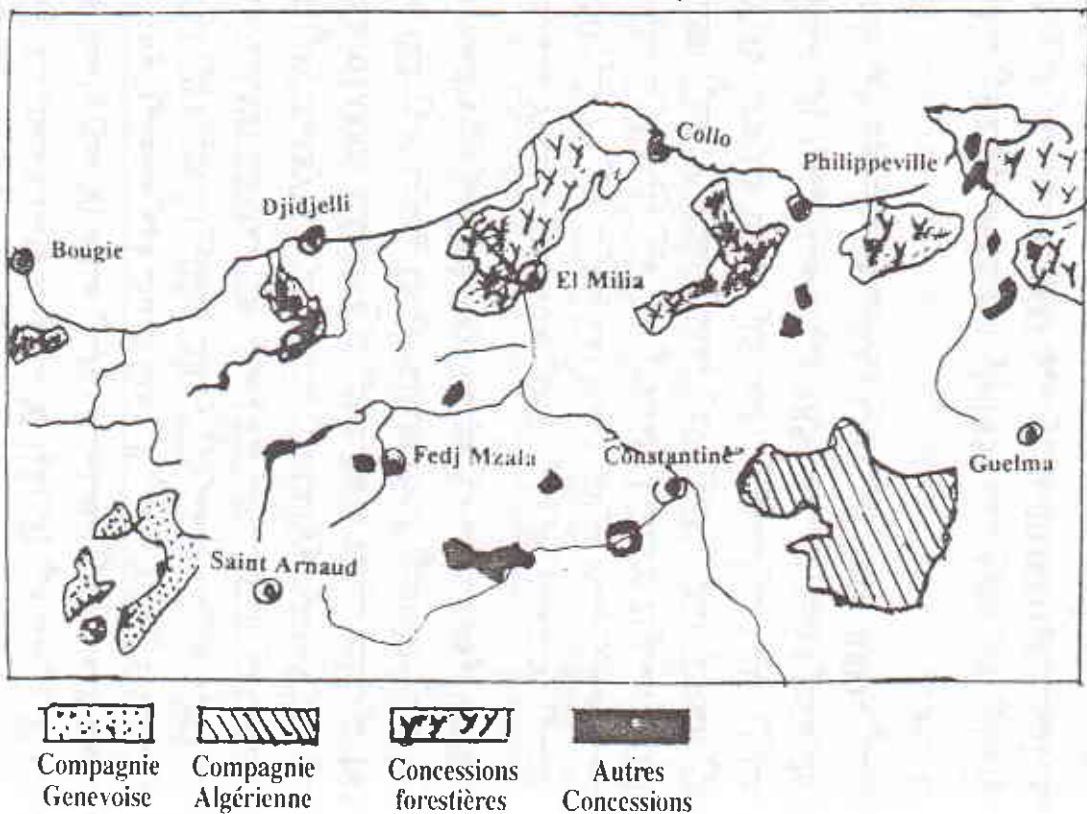 Collo
Philippeville
Djidjelli
Bougie
El Milia
Fedj Mzala
Constantine
Guelma
Saint Arnaud
Compagnie
Genevoise
Compagnie
Algérienne
Concessions
forestières
Autres
Concessions